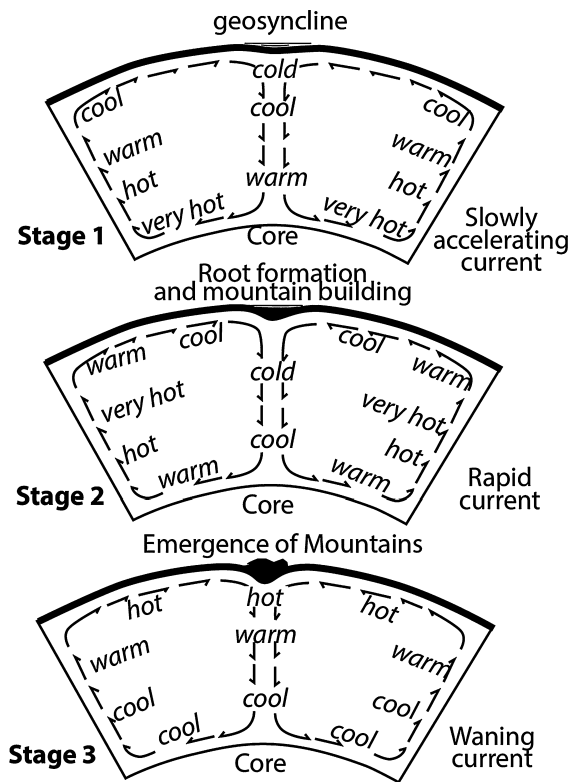 geosyncline
cold
cool
cool
cool
warm
warm
hot
hot
warm
very hot
very hot
Stage 1
Core
Slowly
accelerating
current
Root formation
and mountain building
cool
cool
warm
cold
warm
very hot
very hot
hot
cool
hot
warm
warm
Stage 2
Core
Rapid
current
Emergence of Mountains
hot
hot
hot
warm
warm
warm
cool
cool
cool
cool
cool
Stage 3
Core
Waning
current